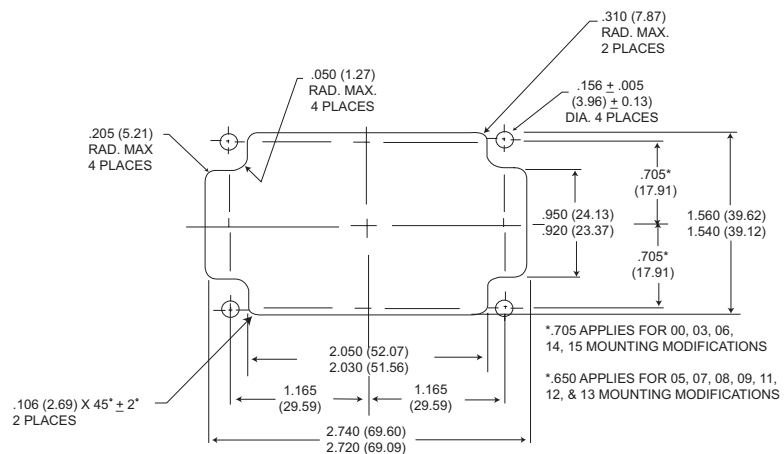 .310 (7.87)
RAD. MAX.
2 PLACES
.050 (1.27)
RAD. MAX.
4 PLACES
.156 ± .005
(3.96) ± 0.13)
DIA. 4 PLACES
.205 (5.21)
RAD. MAX
4 PLACES
.705*
(17.91)
.950 (24.13)
.920 (23.37)
1.560 (39.62)
1.540 (39.12)
.705*
(17.91)
*.705 APPLIES FOR 00, 03, 06,
14, 15 MOUNTING MODIFICATIONS
2.050 (52.07)
2.030 (51.56)
*.650 APPLIES FOR 05, 07, 08, 09, 11,
12, & 13 MOUNTING MODIFICATIONS
1.165
(29.59)
1.165
(29.59)
.106 (2.69) X 45° ± 2°
2 PLACES
2.740 (69.60)
2.720 (69.09)